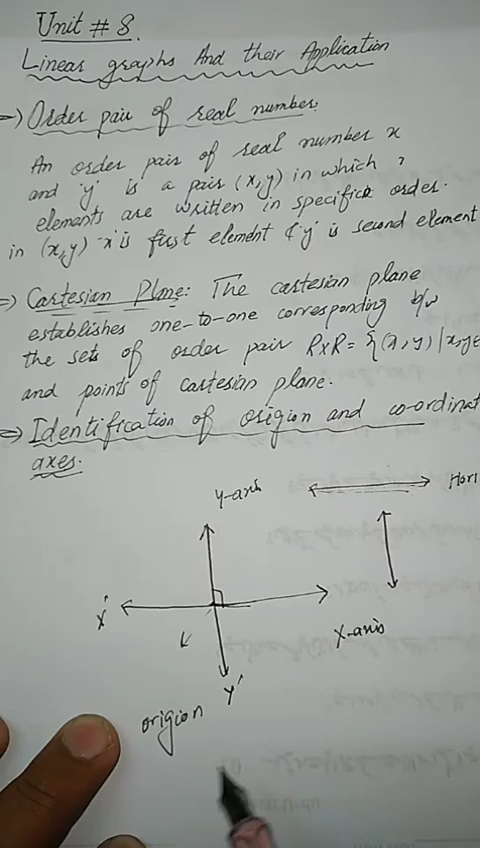 Unit # 8.
Linear graphs And their Application
=> Order pair of real number:
An order pair of real number x
and 'y' is a pair (x,y) in which
elements are written in specific order.
in (x,y) 'x' is first element & 'y' is second element
=> Cartesian Plane: The cartesian plane
establishes one-to-one corresponding b/w
the sets of order pair RxR = {(x,y) | x,y ∈
and points of cartesian plane.
=> Identification of origion and co-ordinat
axes.
Y-axis
Hori
X'
X-axis
Y'
origion